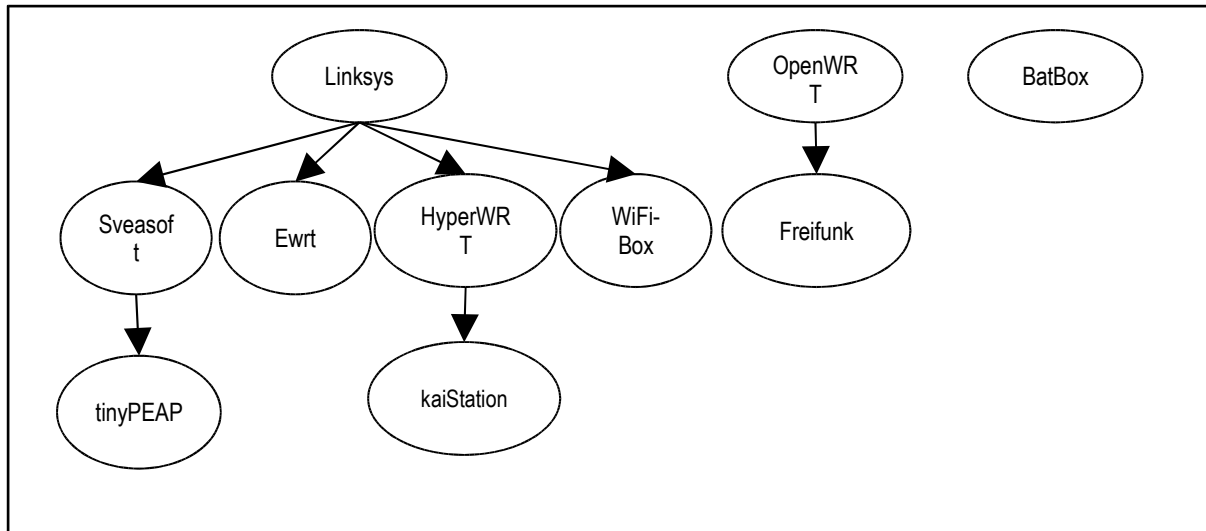 Linksys
OpenWR
T
BatBox
Sveasof
t
Ewrt
HyperWR
T
WiFi-
Box
Freifunk
tinyPEAP
kaiStation